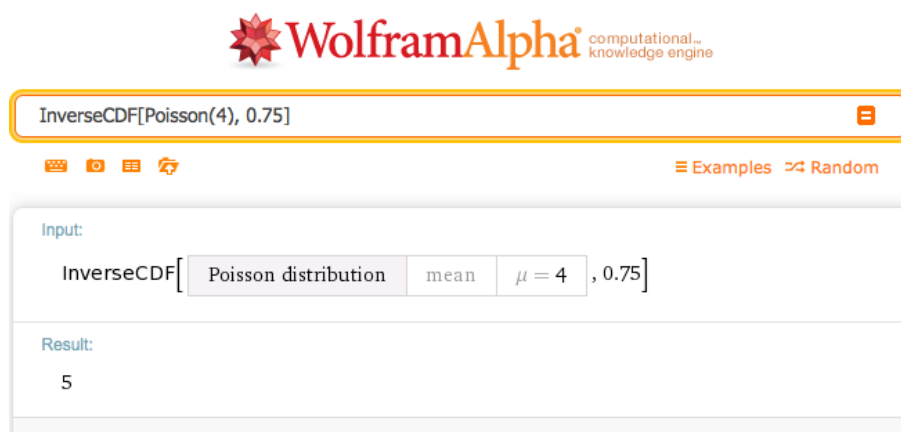 WolframAlpha computational... knowledge engine
InverseCDF[Poisson(4), 0.75]
Examples Random
Input:
InverseCDF[ Poisson distribution mean μ = 4 , 0.75]
Result:
5